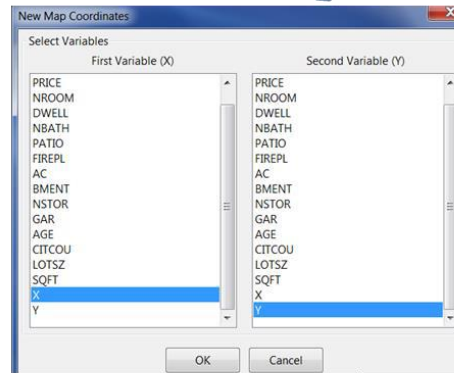 New Map Coordinates
Select Variables
First Variable (X)
Second Variable (Y)
PRICE
NROOM
DWELL
NBATH
PATIO
FIREPL
AC
BMENT
NSTOR
GAR
AGE
CITCOU
LOTSZ
SQFT
X
Y
PRICE
NROOM
DWELL
NBATH
PATIO
FIREPL
AC
BMENT
NSTOR
GAR
AGE
CITCOU
LOTSZ
SQFT
X
Y
OK
Cancel